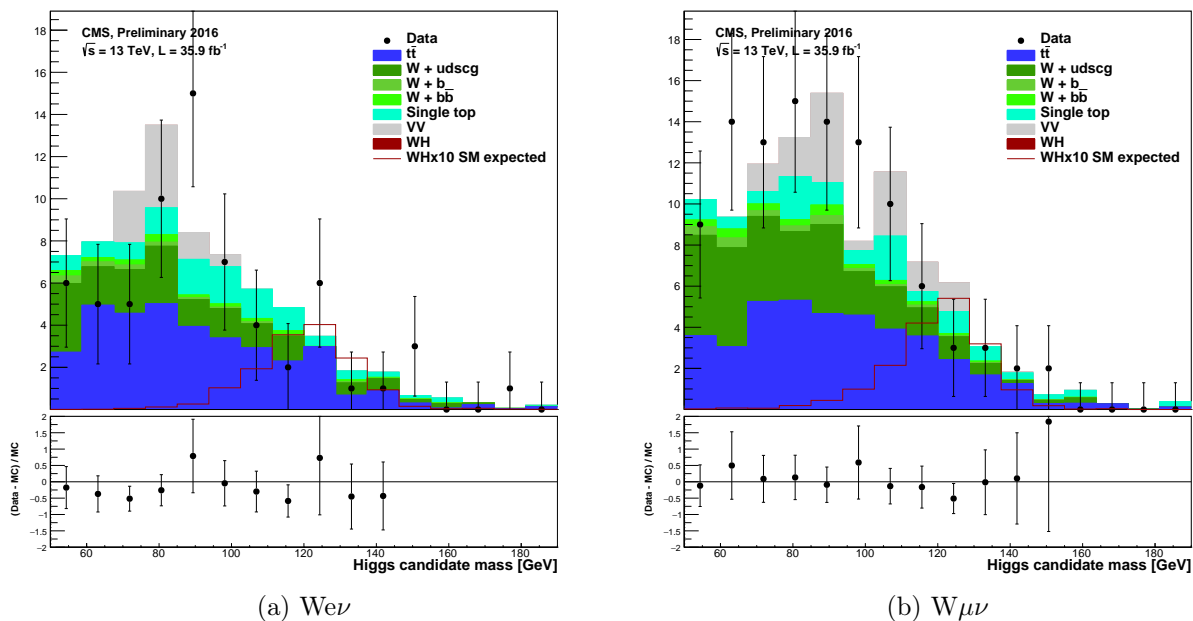 CMS, Preliminary 2016
√s = 13 TeV, L = 35.9 fb⁻¹
Data
tt̅
W + udscg
W + b
W + bb̅
Single top
VV
WH
WHx10 SM expected
18
16
14
12
10
8
6
4
2
(Data - MC) / MC
2
1.5
1
0.5
0
−0.5
−1
−1.5
−2
60 80 100 120 140 160 180
Higgs candidate mass [GeV]
(a) Weν
CMS, Preliminary 2016
√s = 13 TeV, L = 35.9 fb⁻¹
Data
tt̅
W + udscg
W + b
W + bb̅
Single top
VV
WH
WHx10 SM expected
18
16
14
12
10
8
6
4
2
(Data - MC) / MC
2
1.5
1
0.5
0
−0.5
−1
−1.5
−2
60 80 100 120 140 160 180
Higgs candidate mass [GeV]
(b) Wμν